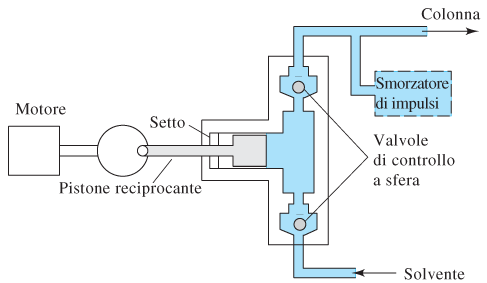 Colonna
Smorzatore
di impulsi
Motore
Setto
Valvole
di controllo
a sfera
Pistone reciprocante
Solvente